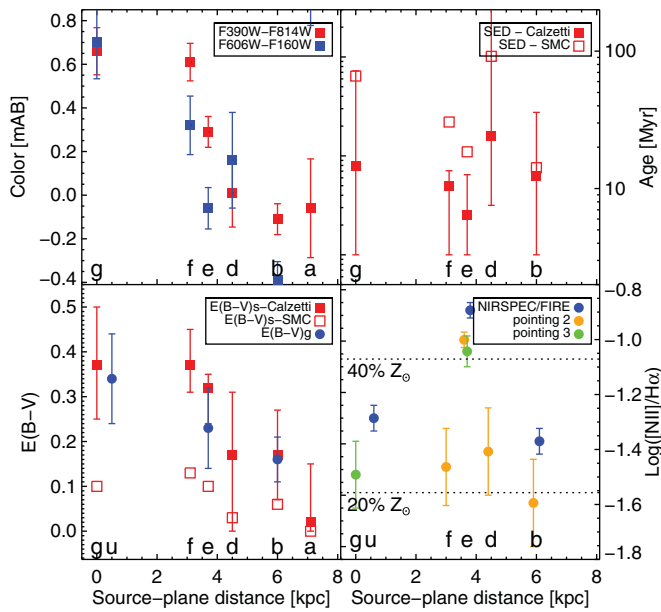 F390W−F814W
F606W−F160W
Color [mAB]
0.8
0.6
0.4
0.2
0.0
−0.2
−0.4
g f e d b a
SED − Calzetti
SED − SMC
Age [Myr]
100
10
g f e d b
E(B−V)s−Calzetti
E(B−V)s−SMC
E(B−V)g
E(B−V)
0.5
0.4
0.3
0.2
0.1
0.0
g u f e d b a
0 2 4 6 8
Source−plane distance [kpc]
NIRSPEC/FIRE
pointing 2
pointing 3
40% Z⊙
20% Z⊙
Log([NII]/Hα)
−0.8
−1.0
−1.2
−1.4
−1.6
−1.8
g u f e d b
0 2 4 6 8
Source−plane distance [kpc]